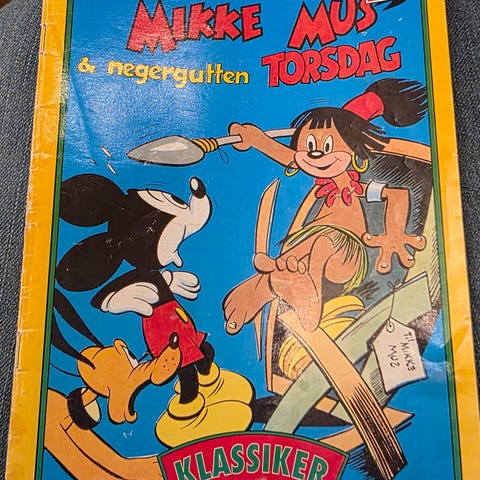 MIKKE MUS
& negergutten TORSDAG
TIL MIKKE
MUS
KLASSIKER